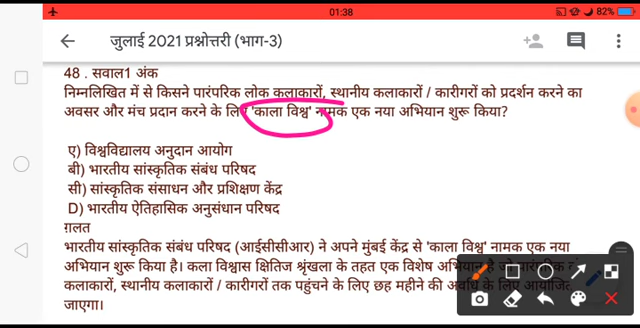 01:38
82%
जुलाई 2021 प्रश्नोत्तरी (भाग-3)
48 . सवाल1 अंक
निम्नलिखित में से किसने पारंपरिक लोक कलाकारों, स्थानीय कलाकारों / कारीगरों को प्रदर्शन करने का
अवसर और मंच प्रदान करने के लिए 'काला विश्व' नामक एक नया अभियान शुरू किया?
ए) विश्वविद्यालय अनुदान आयोग
बी) भारतीय सांस्कृतिक संबंध परिषद
सी) सांस्कृतिक संसाधन और प्रशिक्षण केंद्र
D) भारतीय ऐतिहासिक अनुसंधान परिषद
ग़लत
भारतीय सांस्कृतिक संबंध परिषद (आईसीसीआर) ने अपने मुंबई केंद्र से 'काला विश्व' नामक एक नया
अभियान शुरू किया है। कला विश्वास क्षितिज श्रृंखला के तहत एक विशेष अभियान है
कलाकारों, स्थानीय कलाकारों / कारीगरों तक पहुंचने के लिए छह महीने की अवधि के लिए आयोजित
जाएगा।